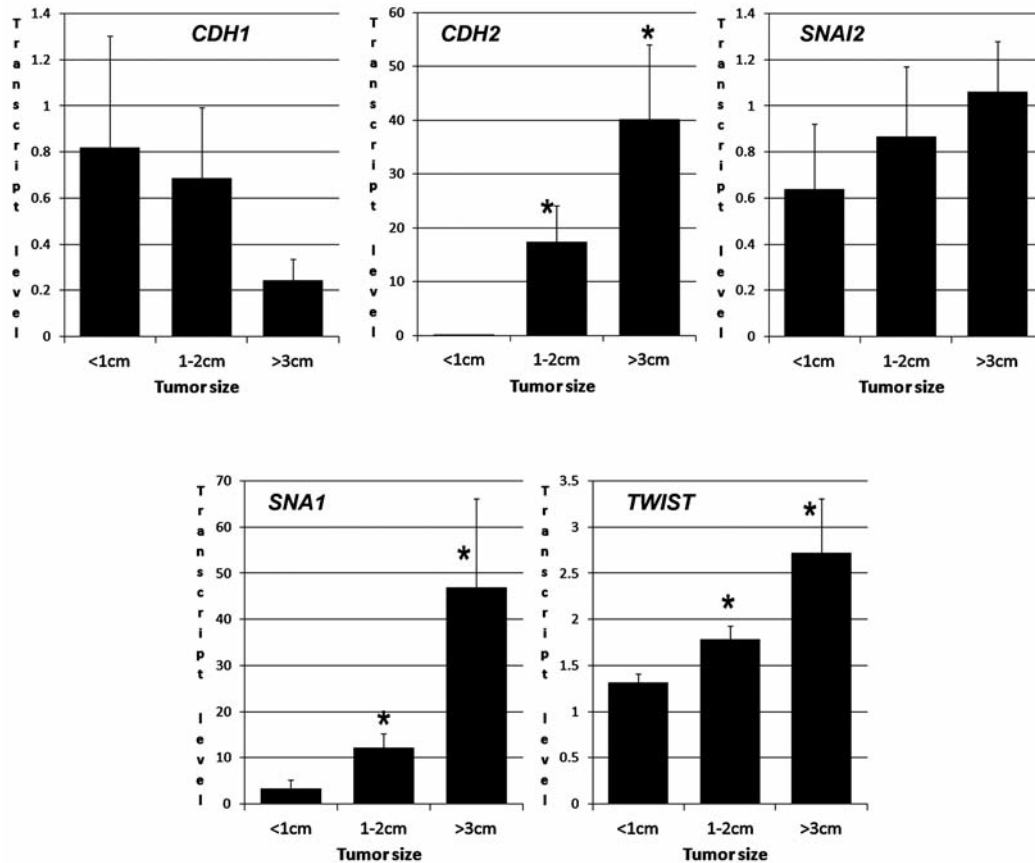 CDH1
Transcript level
1.4
1.2
1
0.8
0.6
0.4
0.2
0
<1cm 1-2cm >3cm
Tumor size
CDH2
60
50
40
30
20
10
0
* *
<1cm 1-2cm >3cm
Tumor size
SNAI2
Transcript level
1.4
1.2
1
0.8
0.6
0.4
0.2
0
<1cm 1-2cm >3cm
Tumor size
SNA1
Transcript level
70
60
50
40
30
20
10
0
* *
<1cm 1-2cm >3cm
Tumor size
TWIST
Transcript level
3.5
3
2.5
2
1.5
1
0.5
0
* *
<1cm 1-2cm >3cm
Tumor size